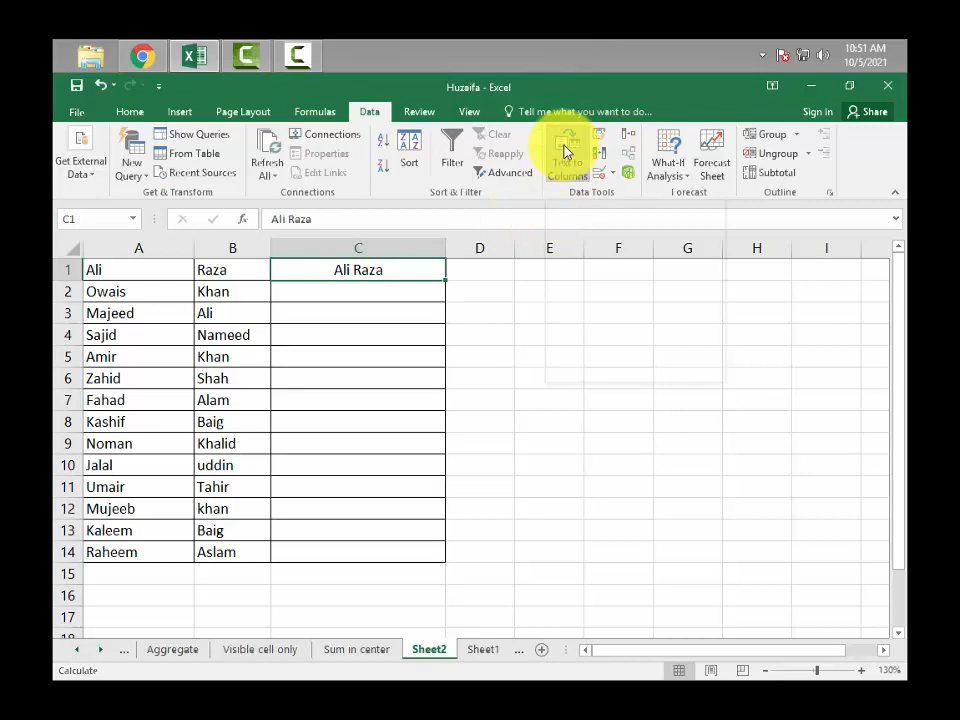 10:51 AM
10/5/2021
Huzaifa - Excel
File Home Insert Page Layout Formulas Data Review View Tell me what you want to do... Sign in Share
Get External Data
New Query
Show Queries
From Table
Recent Sources
Get & Transform
Refresh All
Connections
Properties
Edit Links
Connections
Sort
Filter
Clear
Reapply
Advanced
Sort & Filter
Text to Columns
Data Tools
What-If Analysis
Forecast Sheet
Forecast
Group
Ungroup
Subtotal
Outline
C1 fx Ali Raza
A B C D E F G H I
1 Ali Raza Ali Raza
2 Owais Khan
3 Majeed Ali
4 Sajid Nameed
5 Amir Khan
6 Zahid Shah
7 Fahad Alam
8 Kashif Baig
9 Noman Khalid
10 Jalal uddin
11 Umair Tahir
12 Mujeeb khan
13 Kaleem Baig
14 Raheem Aslam
15
16
17
18
... Aggregate Visible cell only Sum in center Sheet2 Sheet1 ...
Calculate 130%